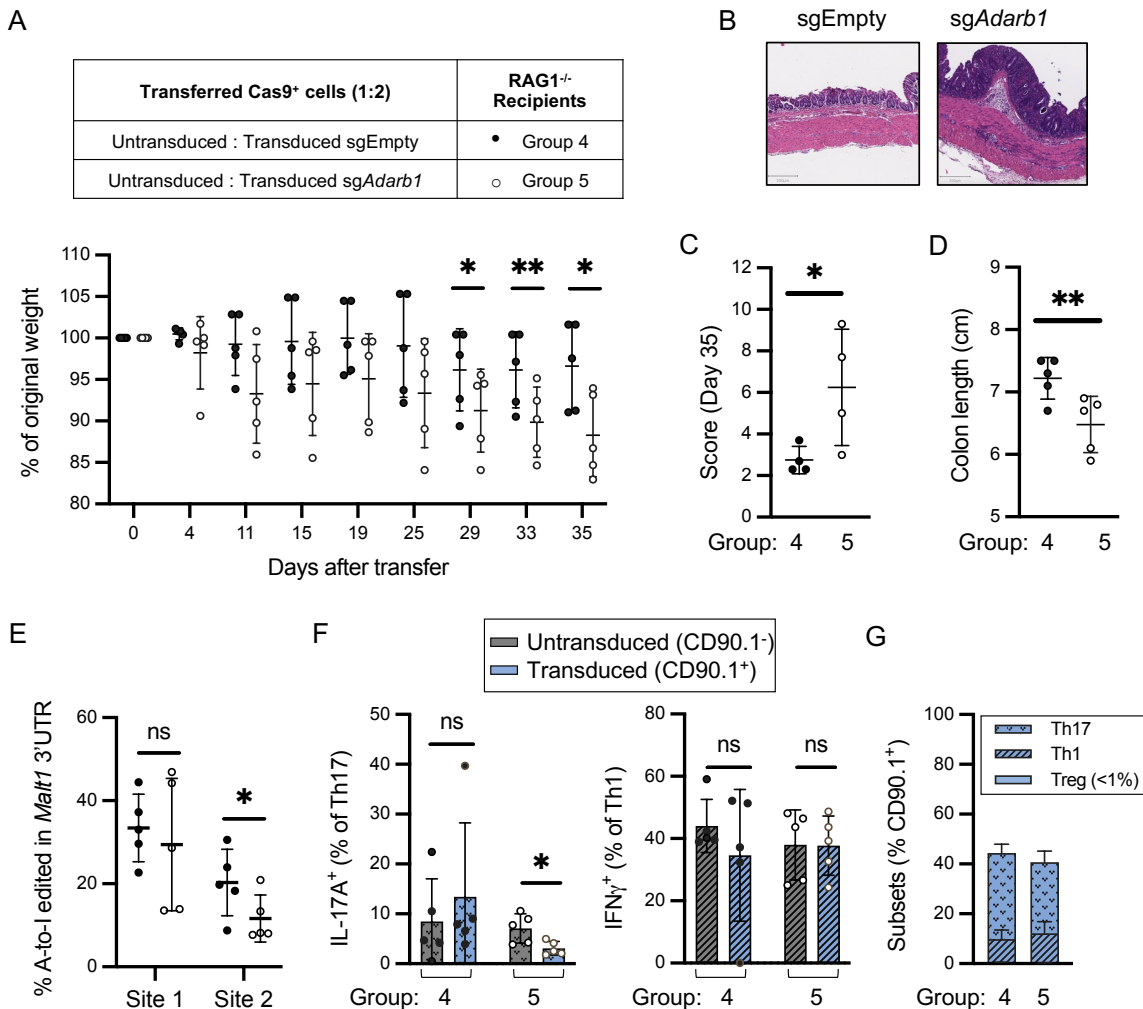 A
Transferred Cas9⁺ cells (1:2)
RAG1⁻/⁻
Recipients
Untransduced : Transduced sgEmpty
● Group 4
Untransduced : Transduced sgAdarb1
○ Group 5
% of original weight
110
105
100
95
90
85
80
* ** *
0 4 11 15 19 25 29 33 35
Days after transfer
B
sgEmpty sgAdarb1
C
Score (Day 35)
12
10
8
6
4
2
0
*
Group: 4 5
D
Colon length (cm)
9
8
7
6
5
**
Group: 4 5
E
% A-to-I edited in Malt1 3'UTR
60
40
20
0
ns
*
Site 1 Site 2
F
Untransduced (CD90.1⁻)
Transduced (CD90.1⁺)
IL-17A⁺ (% of Th17)
50
40
30
20
10
0
ns
*
Group: 4 5
IFNγ⁺ (% of Th1)
80
60
40
20
0
ns ns
Group: 4 5
G
Subsets (% CD90.1⁺)
100
80
60
40
20
0
Th17
Th1
Treg (<1%)
Group: 4 5